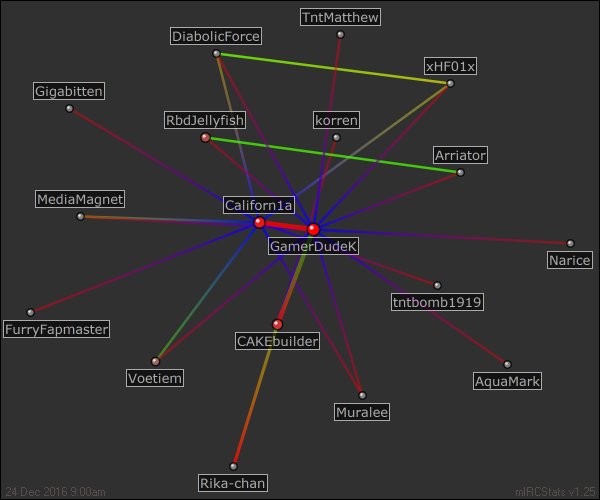 TntMatthew
DiabolicForce
xHF01x
Gigabitten
RbdJellyfish
korren
Arriator
MediaMagnet
Californ1a
GamerDudeK
Narice
tntbomb1919
FurryFapmaster
CAKEbuilder
Voetiem
AquaMark
Muralee
Rika-chan
24 Dec 2016 9:00am
mIRCStats v1.25